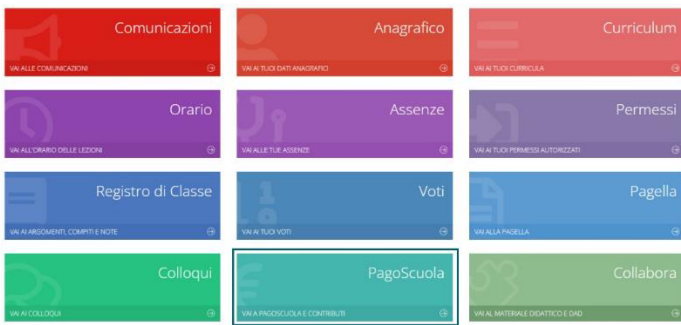 Comunicazioni
VAI ALLE COMUNICAZIONI
Anagrafico
VAI AI TUOI DATI ANAGRAFICI
Curriculum
VAI AI TUOI CURRICULA
Orario
VAI ALL'ORARIO DELLE LEZIONI
Assenze
VAI ALLE TUE ASSENZE
Permessi
VAI AI TUOI PERMESSI AUTORIZZATI
Registro di Classe
VAI AI ARGOMENTI, COMPITI E NOTE
Voti
VAI AI TUOI VOTI
Pagella
VAI ALLA PAGELLA
Colloqui
VAI AI COLLOQUI
PagoScuola
VAI A PAGOSCUOLA E CONTRIBUTI
Collabora
VAI AL MATERIALE DIDATTICO E DAD